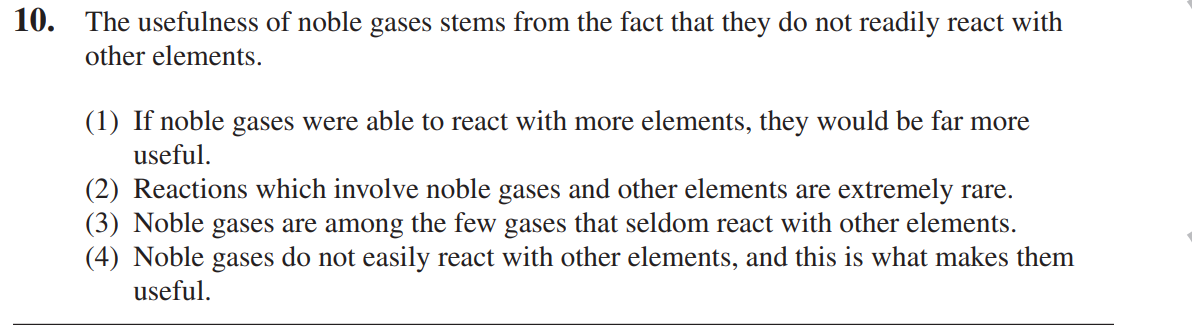 10. The usefulness of noble gases stems from the fact that they do not readily react with
other elements.
(1) If noble gases were able to react with more elements, they would be far more
useful.
(2) Reactions which involve noble gases and other elements are extremely rare.
(3) Noble gases are among the few gases that seldom react with other elements.
(4) Noble gases do not easily react with other elements, and this is what makes them
useful.